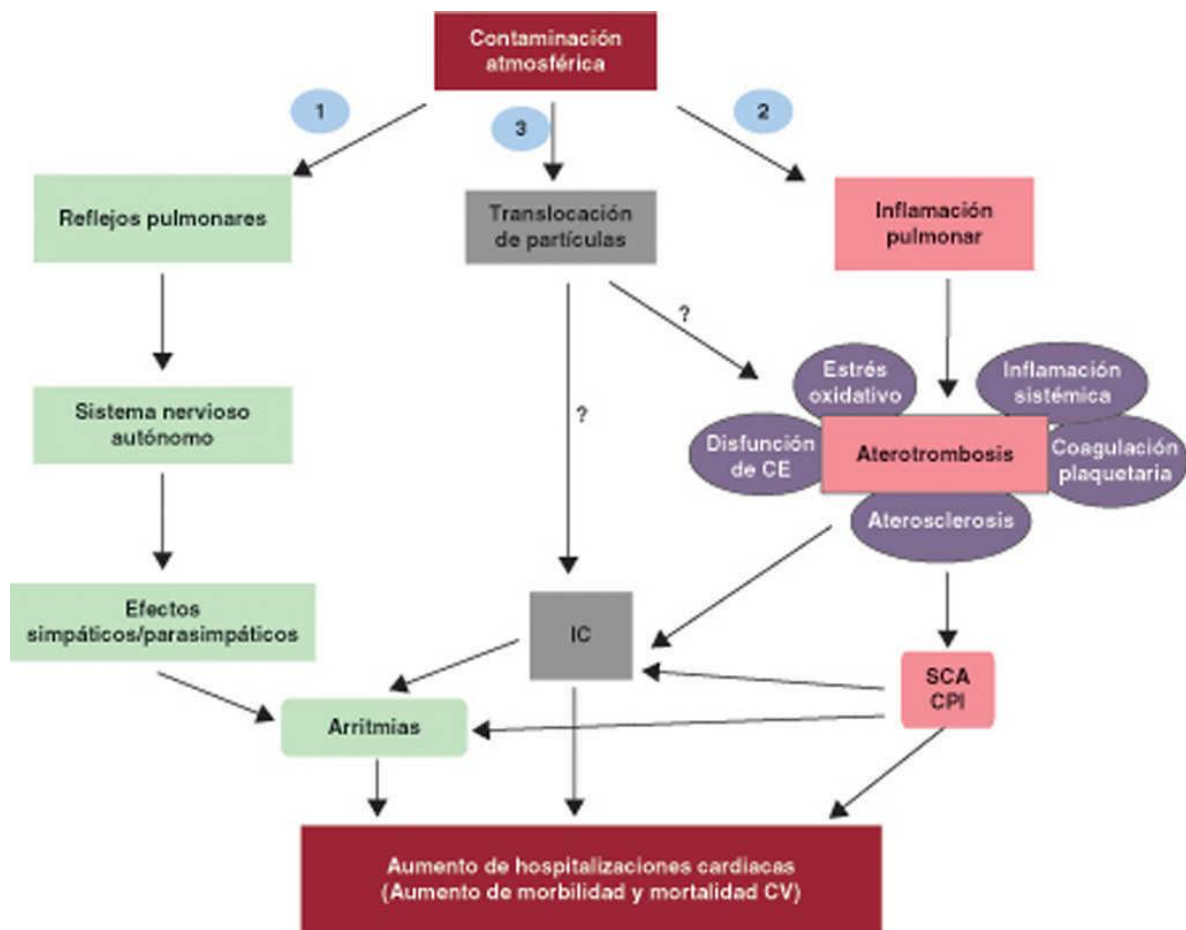 Contaminación
atmosférica
1
3
2
Reflejos pulmonares
Translocación
de partículas
Inflamación
pulmonar
?
?
Estrés
oxidativo
Inflamación
sistémica
Disfunción
de CE
Aterotrombosis
Coagulación
plaquetaria
Aterosclerosis
Sistema nervioso
autónomo
Efectos
simpáticos/parasimpáticos
IC
SCA
CPI
Arritmias
Aumento de hospitalizaciones cardiacas
(Aumento de morbilidad y mortalidad CV)